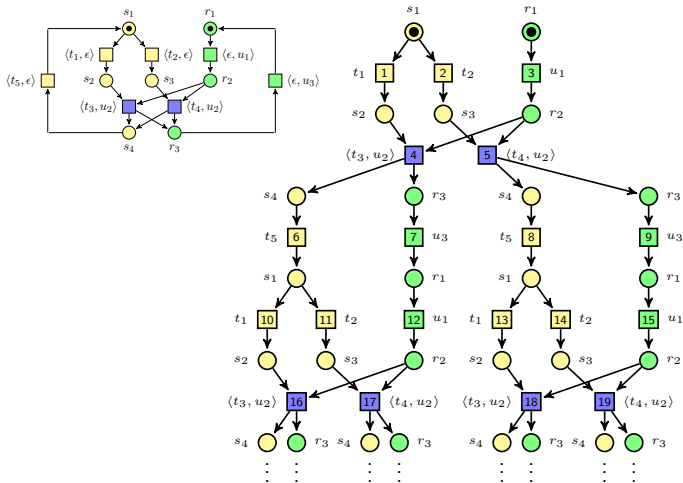 s₁ r₁
⟨t₁, ϵ⟩ ⟨t₂, ϵ⟩ ⟨ϵ, u₁⟩
⟨t₅, ϵ⟩ s₂ s₃ r₂ ⟨ϵ, u₃⟩
⟨t₃, u₂⟩ ⟨t₄, u₂⟩
s₄ r₃
s₁ r₁
t₁ 1 2 t₂ 3 u₁
s₂ s₃ r₂
⟨t₃, u₂⟩ 4 5 ⟨t₄, u₂⟩
s₄ r₃ s₄ r₃
t₅ 6 7 u₃ t₅ 8 9 u₃
s₁ r₁ s₁ r₁
t₁ 10 11 t₂ 12 u₁ t₁ 13 14 t₂ 15 u₁
s₂ s₃ r₂ s₂ s₃ r₂
⟨t₃, u₂⟩ 16 17 ⟨t₄, u₂⟩ ⟨t₃, u₂⟩ 18 19 ⟨t₄, u₂⟩
s₄ r₃ s₄ r₃ s₄ r₃ s₄ r₃